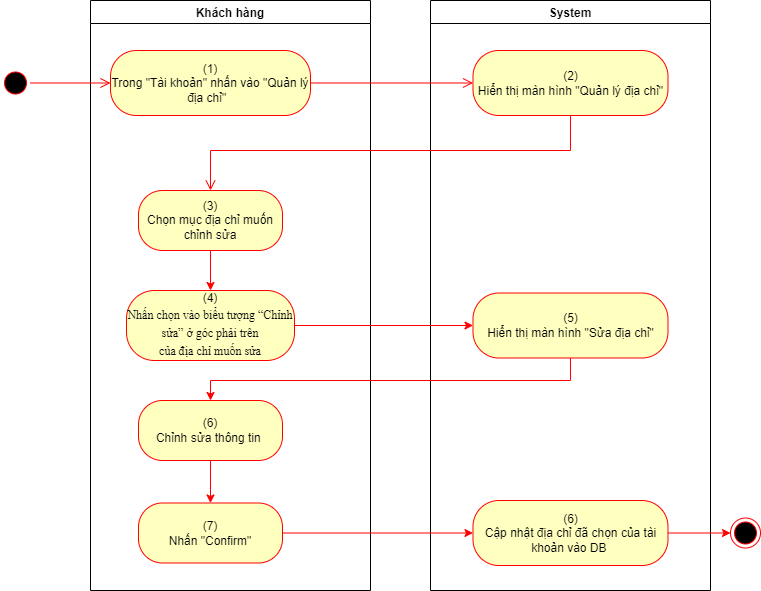 Khách hàng
System
(1)
Trong "Tài khoản" nhấn vào "Quản lý
địa chỉ"
(2)
Hiển thị màn hình "Quản lý địa chỉ"
(3)
Chọn mục địa chỉ muốn
chỉnh sửa
(4)
Nhấn chọn vào biểu tượng “Chỉnh
sửa” ở góc phải trên
của địa chỉ muốn sửa
(5)
Hiển thị màn hình "Sửa địa chỉ"
(6)
Chỉnh sửa thông tin
(7)
Nhấn "Confirm"
(6)
Cập nhật địa chỉ đã chọn của tài
khoản vào DB